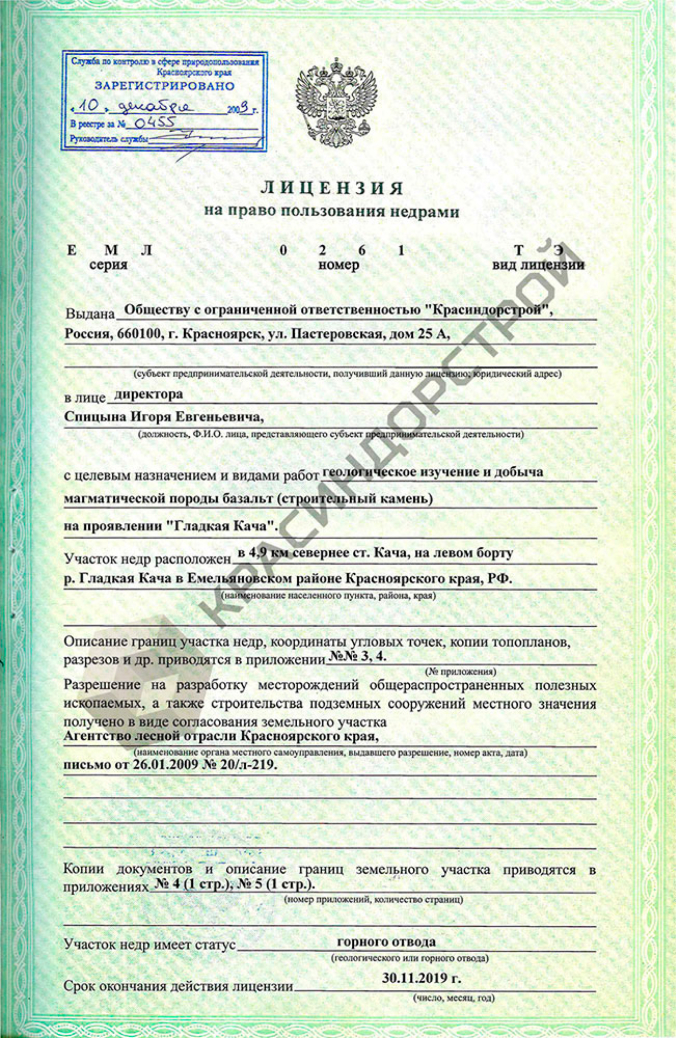 Служба по контролю в сфере природопользования
Красноярского края
ЗАРЕГИСТРИРОВАНО
«10» декабря 2009 г.
В реестре за № 0455
Руководитель службы
ЛИЦЕНЗИЯ
на право пользования недрами
Е М Л 0 2 6 1 Т Э
серия номер вид лицензии
Выдана Обществу с ограниченной ответственностью "Красиндорстрой",
Россия, 660100, г. Красноярск, ул. Пастеровская, дом 25 А,
(субъект предпринимательской деятельности, получивший данную лицензию, юридический адрес)
в лице директора
Спицына Игоря Евгеньевича,
(должность, Ф.И.О. лица, представляющего субъект предпринимательской деятельности)
с целевым назначением и видами работ геологическое изучение и добыча
магматической породы базальт (строительный камень)
на проявлении "Гладкая Кача".
Участок недр расположен в 4,9 км севернее ст. Кача, на левом борту
р. Гладкая Кача в Емельяновском районе Красноярского края, РФ.
(наименование населенного пункта, района, края)
Описание границ участка недр, координаты угловых точек, копии топопланов,
разрезов и др. приводятся в приложении №№ 3, 4.
(№ приложения)
Разрешение на разработку месторождений общераспространенных полезных
ископаемых, а также строительства подземных сооружений местного значения
получено в виде согласования земельного участка
Агентство лесной отрасли Красноярского края,
(наименование органа местного самоуправления, выдавшего разрешение, номер акта, дата)
письмо от 26.01.2009 № 20/л-219.
Копии документов и описание границ земельного участка приводятся в
приложениях № 4 (1 стр.), № 5 (1 стр.).
(номер приложений, количество страниц)
Участок недр имеет статус горного отвода
(геологического или горного отвода)
Срок окончания действия лицензии 30.11.2019 г.
(число, месяц, год)
КРАСИНДОРСТРОЙ